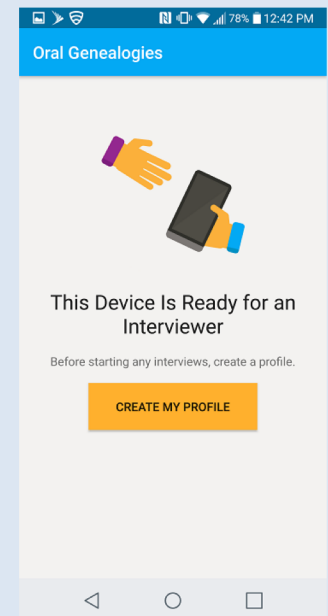 78% 12:42 PM
Oral Genealogies
This Device Is Ready for an
Interviewer
Before starting any interviews, create a profile.
CREATE MY PROFILE